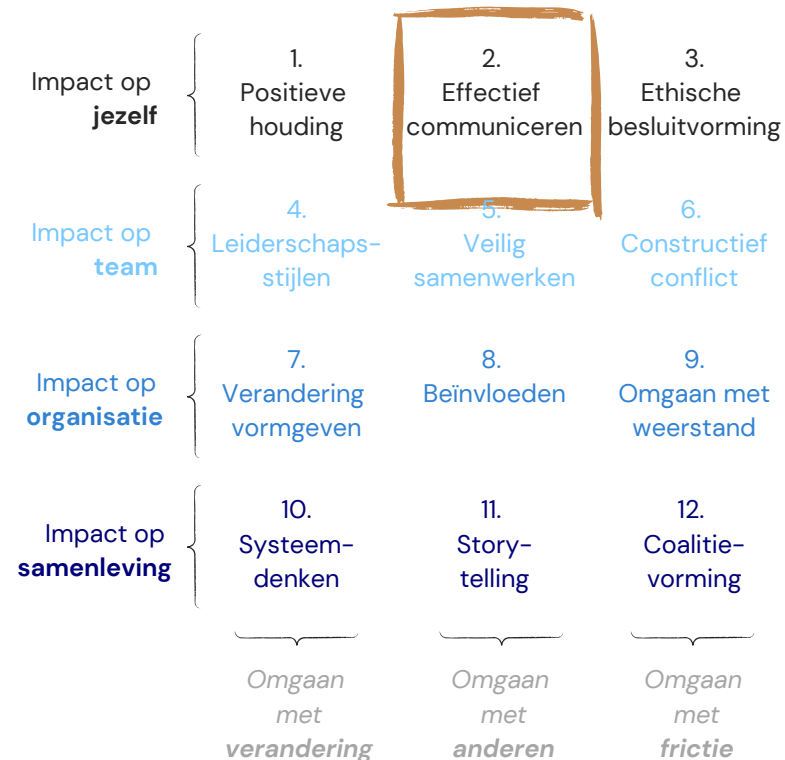 Impact op
jezelf
1.
Positieve
houding
2.
Effectief
communiceren
3.
Ethische
besluitvorming
Impact op
team
4.
Leiderschaps-
stijlen
5.
Veilig
samenwerken
6.
Constructief
conflict
Impact op
organisatie
7.
Verandering
vormgeven
8.
Beïnvloeden
9.
Omgaan met
weerstand
Impact op
samenleving
10.
Systeem-
denken
11.
Story-
telling
12.
Coalitie-
vorming
Omgaan
met
verandering
Omgaan
met
anderen
Omgaan
met
frictie